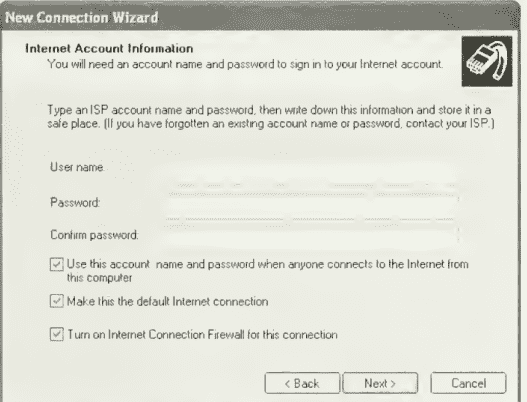 New Connection Wizard
Internet Account Information
You will need an account name and password to sign in to your Internet account.
Type an ISP account name and password, then write down this information and store it in a
safe place. (If you have forgotten an existing account name or password, contact your ISP.)
User name
Password:
Confirm password:
Use this account name and password when anyone connects to the Internet from
this computer
Make this the default Internet connection
Turn on Internet Connection Firewall for this connection
< Back
Next >
Cancel